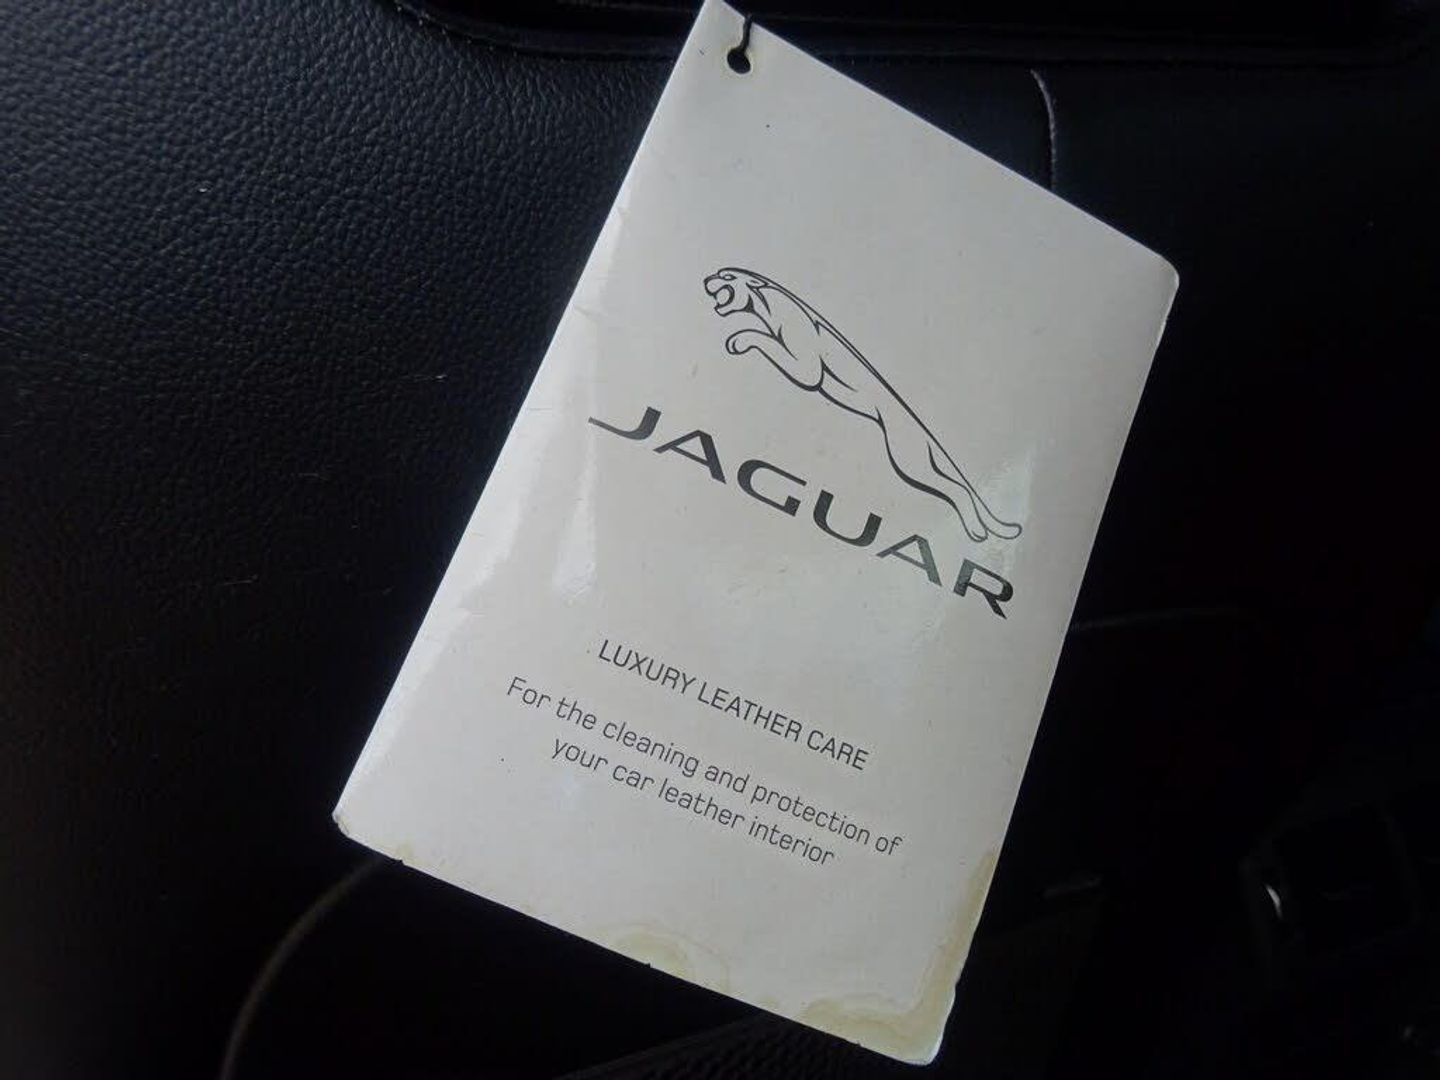 JAGUAR
LUXURY LEATHER CARE
For the cleaning and protection of
your car leather interior